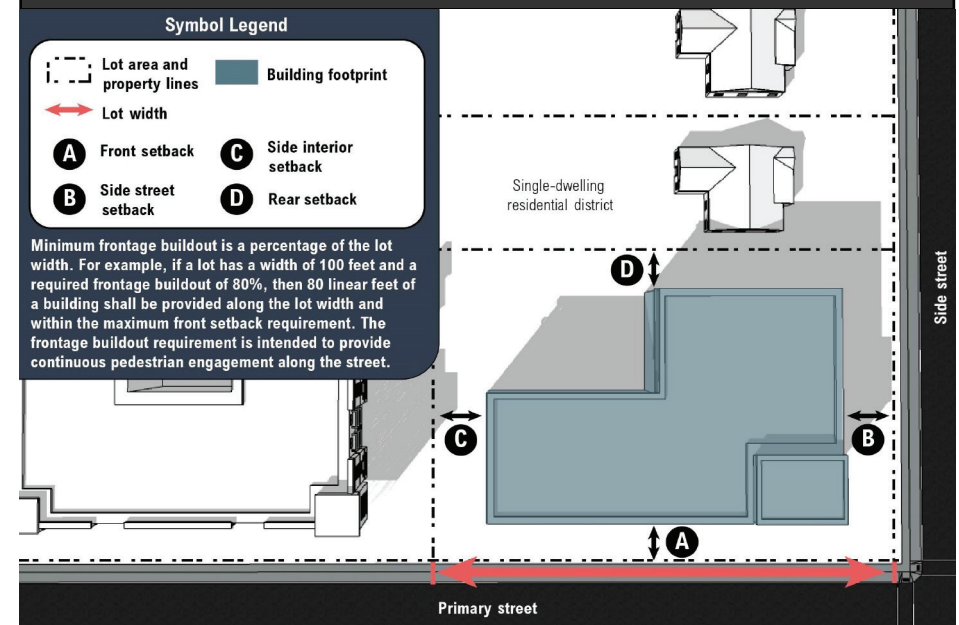 Symbol Legend
Lot area and
property lines
Building footprint
Lot width
A
Front setback
C
Side interior
setback
B
Side street
setback
D
Rear setback
Minimum frontage buildout is a percentage of the lot
width. For example, if a lot has a width of 100 feet and a
required frontage buildout of 80%, then 80 linear feet of
a building shall be provided along the lot width and
within the maximum front setback requirement. The
frontage buildout requirement is intended to provide
continuous pedestrian engagement along the street.
Single-dwelling
residential district
D
Side street
C
B
A
Primary street